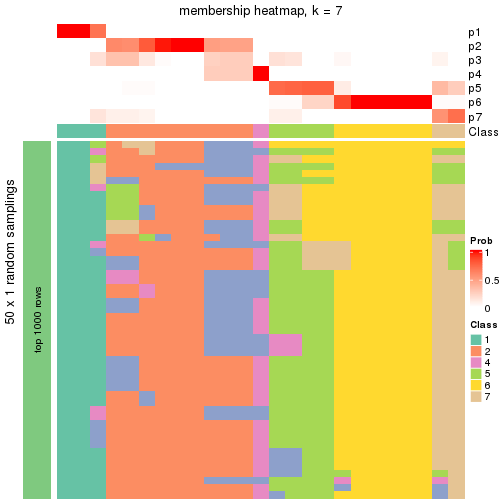 membership heatmap, k = 7
p1
p2
p3
p4
p5
p6
p7
Class
50 x 1 random samplings
top 1000 rows
Prob
1
0.5
0
Class
1
2
4
5
6
7